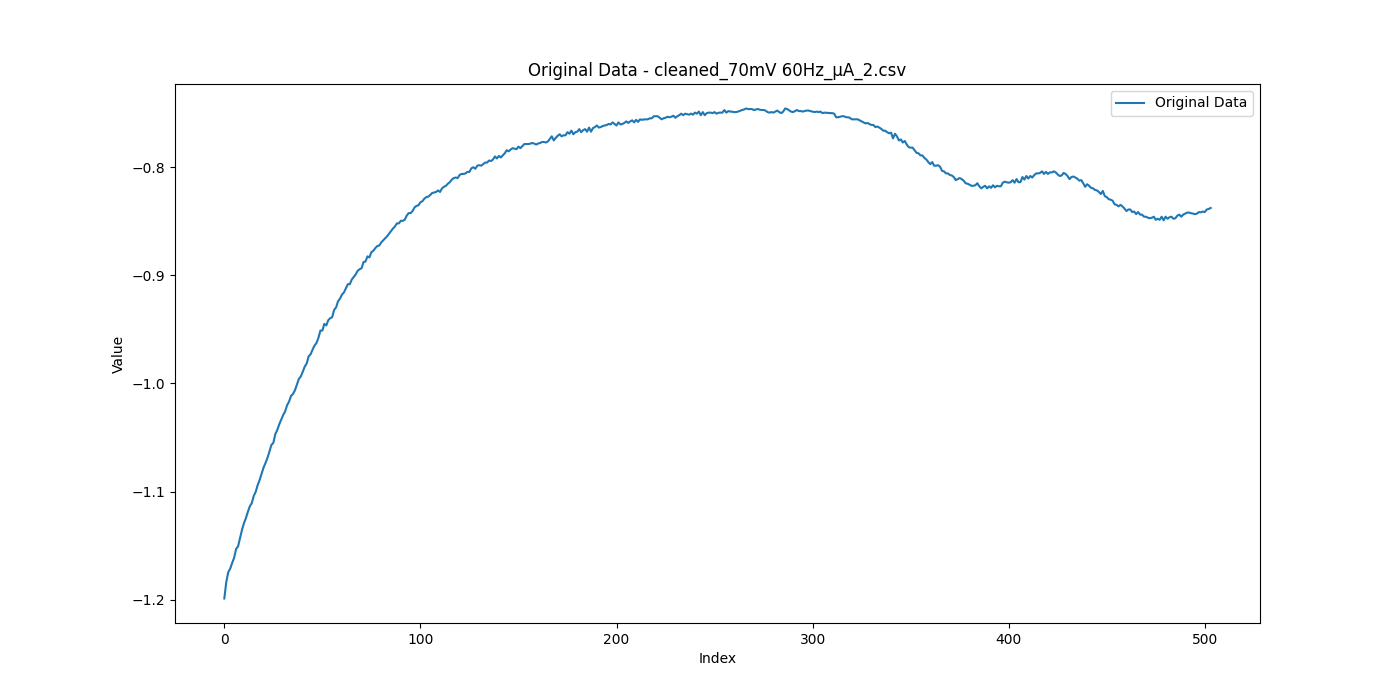 Original Data - cleaned_70mV 60Hz_µA_2.csv
Original Data
−0.8
−0.9
−1.0
−1.1
−1.2
Value
0 100 200 300 400 500
Index